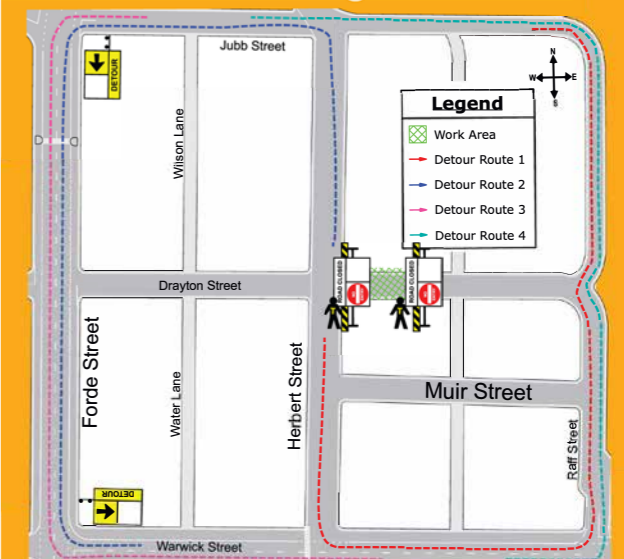 Jubb Street
DETOUR
Wilson Lane
N
W E
S
Legend
Work Area
Detour Route 1
Detour Route 2
Detour Route 3
Detour Route 4
Drayton Street
ROAD CLOSED
ROAD CLOSED
Forde Street
Water Lane
Herbert Street
Muir Street
Raff Street
DETOUR
Warwick Street